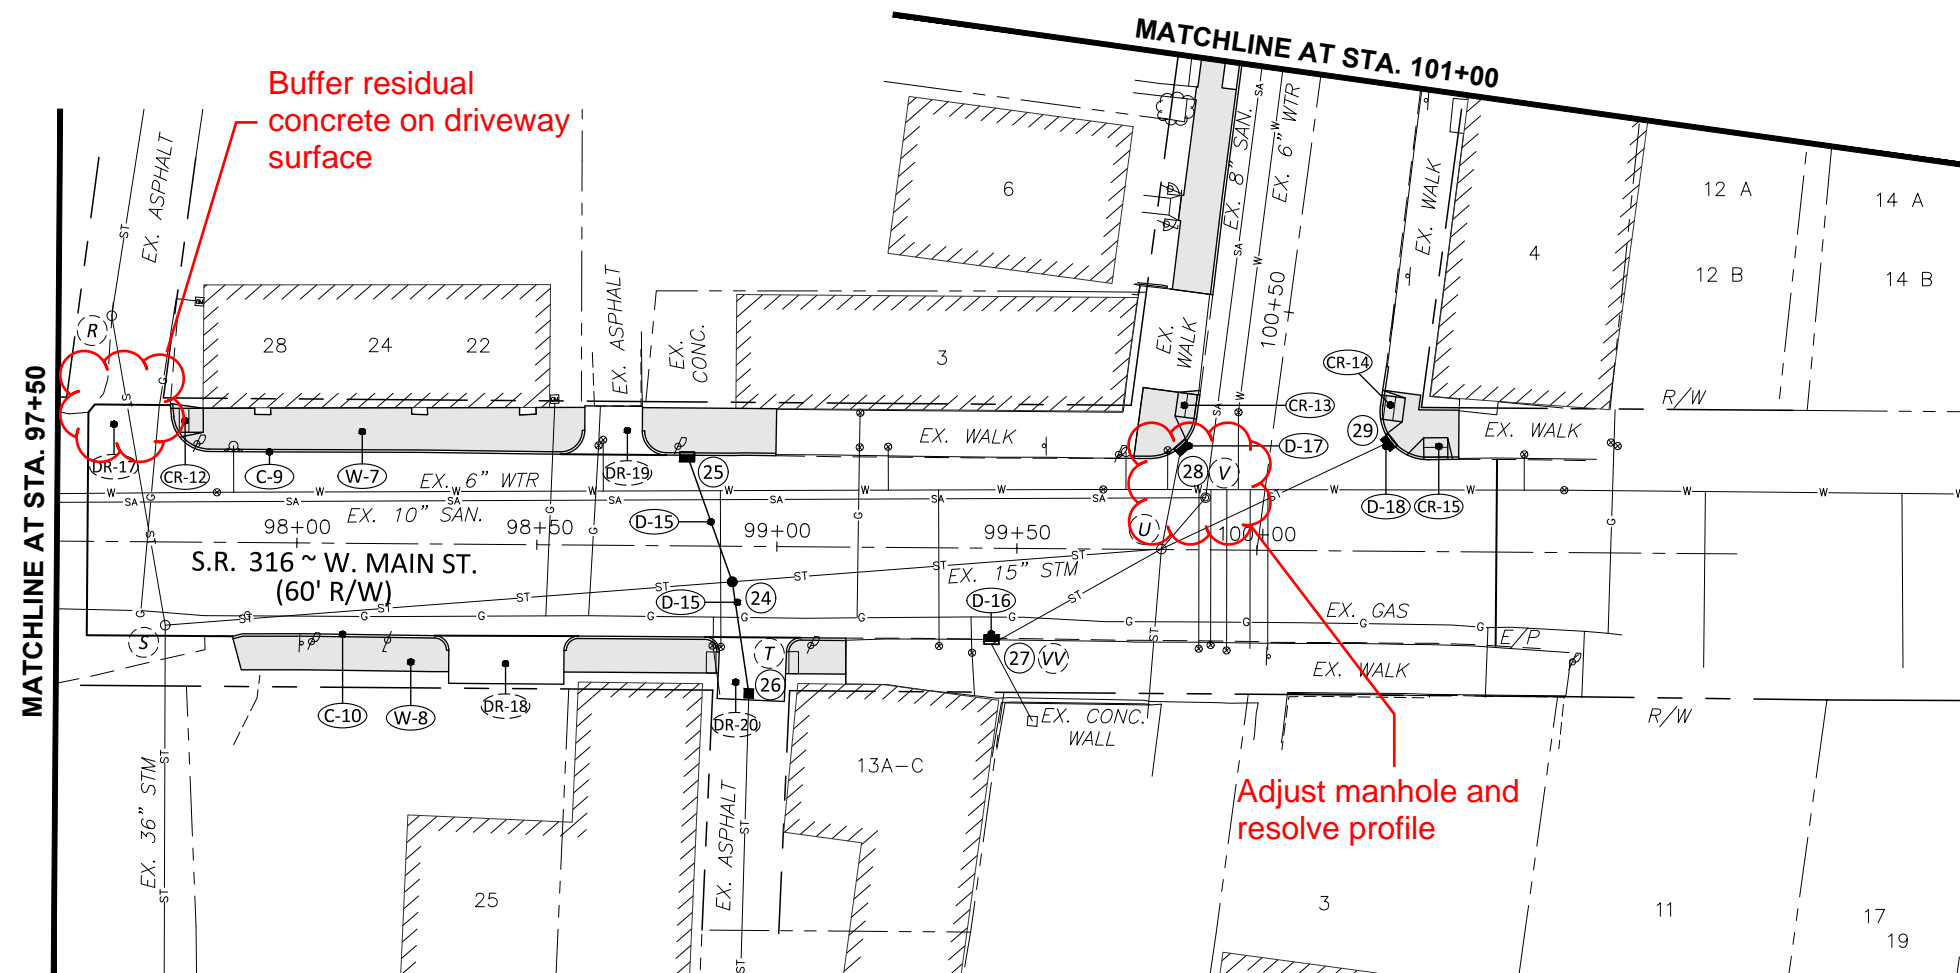 MATCHLINE AT STA. 101+00
Buffer residual
concrete on driveway
surface
EX. ASPHALT
ST
EX. 8" SAN.
EX. 6" WTR
SA
W
EX. WALK
6
4
12 A
14 A
12 B
14 B
100+50
R
28
24
22
EX. ASPHALT
EX.
CONC.
3
EX.
WALK
CR-14
CR-13
R/W
MATCHLINE AT STA. 97+50
DR-17
CR-12
C-9
W-7
DR-19
25
EX. WALK
28
V
D-17
29
EX. WALK
D-18
CR-15
EX. 6" WTR
EX. 10" SAN.
98+00
98+50
D-15
99+00
99+50
U
100+00
S.R. 316 ~ W. MAIN ST.
(60' R/W)
EX. 15" STM
D-15
24
D-16
EX. GAS
E/P
S
T
26
27
VV
EX. WALK
C-10
W-8
DR-18
DR-20
EX. CONC.
WALL
R/W
EX. 36" STM
13A-C
EX. ASPHALT
Adjust manhole and
resolve profile
25
3
11
17
19